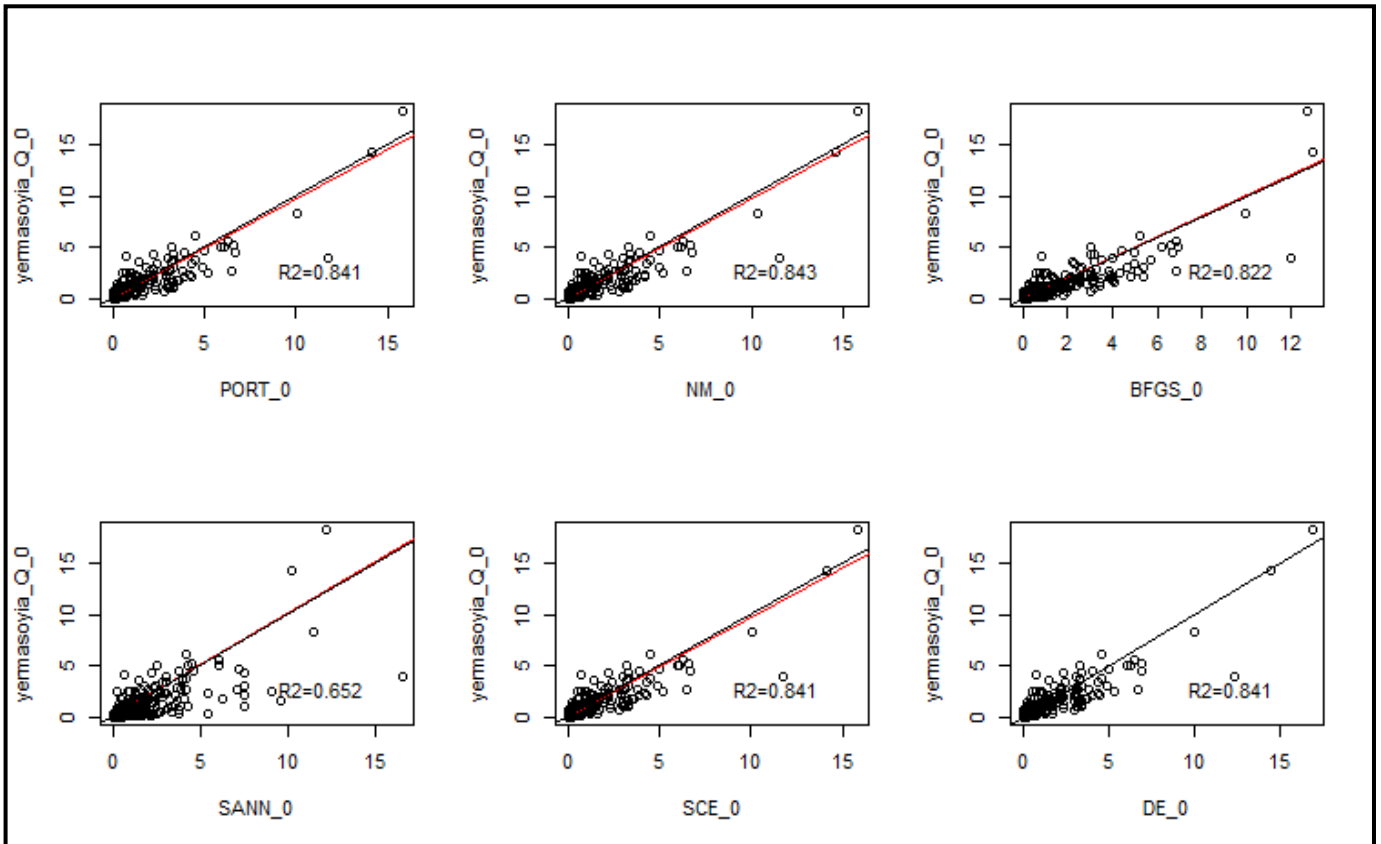 yermasoyia_Q_0
0 5 10 15
R2=0.841
0 5 10 15
PORT_0
yermasoyia_Q_0
0 5 10 15
R2=0.843
0 5 10 15
NM_0
yermasoyia_Q_0
0 5 10 15
R2=0.822
0 2 4 6 8 10 12
BFGS_0
yermasoyia_Q_0
0 5 10 15
R2=0.652
0 5 10 15
SANN_0
yermasoyia_Q_0
0 5 10 15
R2=0.841
0 5 10 15
SCE_0
yermasoyia_Q_0
0 5 10 15
R2=0.841
0 5 10 15
DE_0